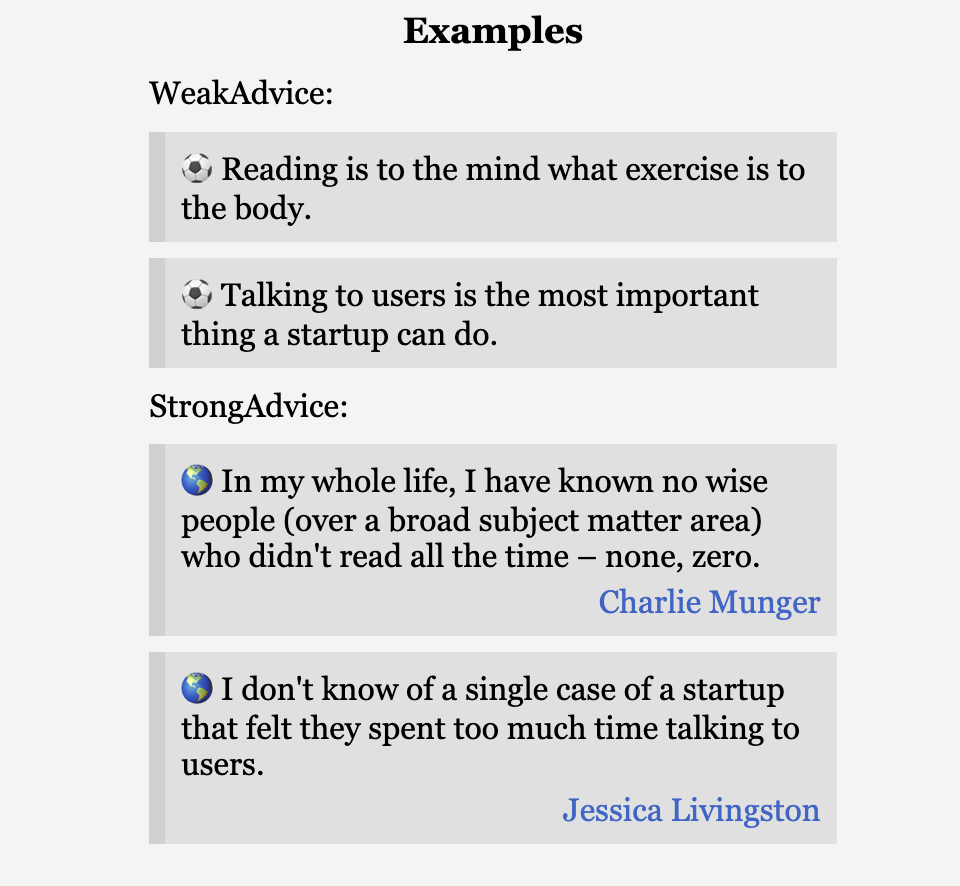 Examples
WeakAdvice:
⚽ Reading is to the mind what exercise is to
the body.
⚽ Talking to users is the most important
thing a startup can do.
StrongAdvice:
🌎 In my whole life, I have known no wise
people (over a broad subject matter area)
who didn't read all the time – none, zero.
Charlie Munger
🌎 I don't know of a single case of a startup
that felt they spent too much time talking to
users.
Jessica Livingston